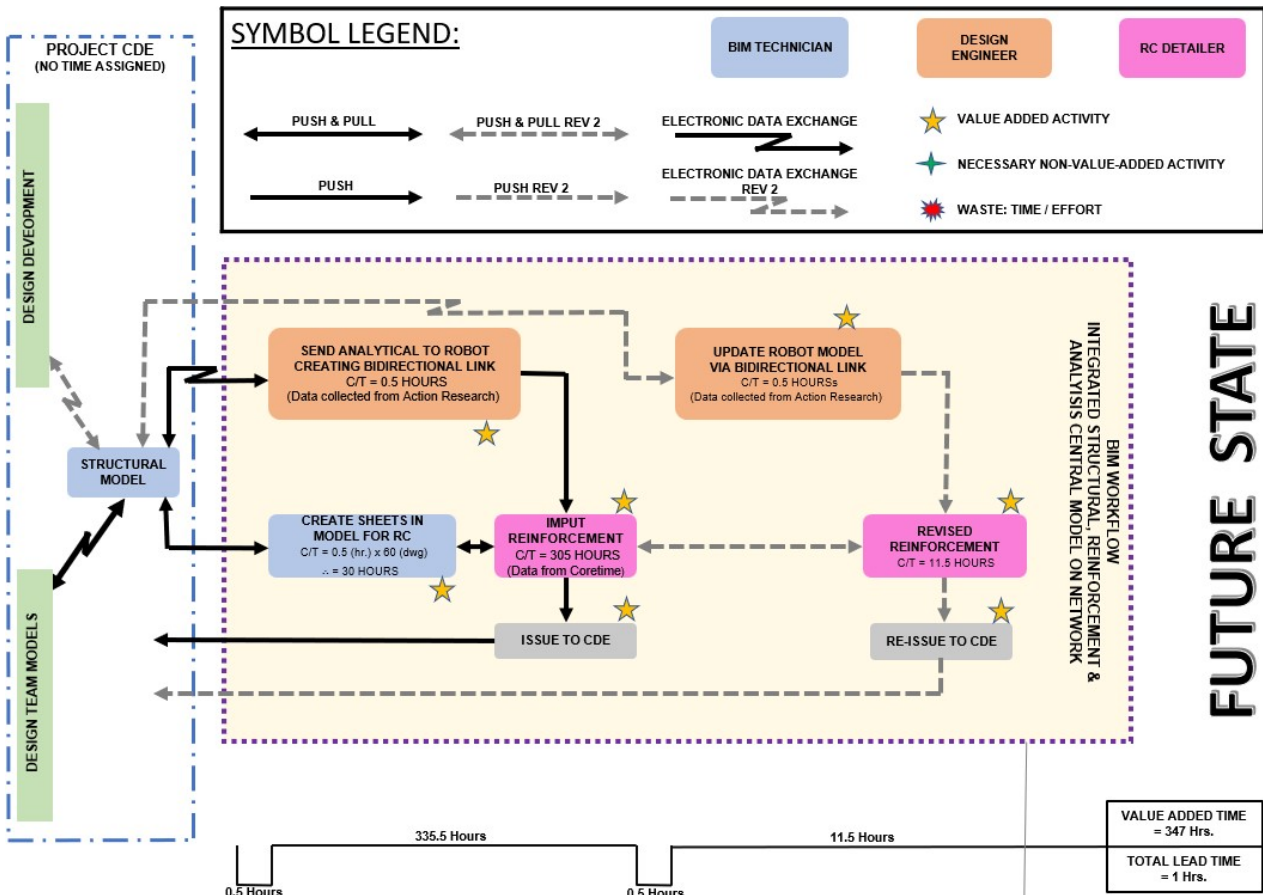 SYMBOL LEGEND:
BIM TECHNICIAN
DESIGN
ENGINEER
RC DETAILER
PUSH & PULL
PUSH & PULL REV 2
ELECTRONIC DATA EXCHANGE
VALUE ADDED ACTIVITY
NECESSARY NON-VALUE-ADDED ACTIVITY
PUSH
PUSH REV 2
ELECTRONIC DATA EXCHANGE
REV 2
WASTE: TIME / EFFORT
PROJECT CDE
(NO TIME ASSIGNED)
DESIGN DEVEOPMENT
STRUCTURAL
MODEL
DESIGN TEAM MODELS
SEND ANALYTICAL TO ROBOT
CREATING BIDIRECTIONAL LINK
C/T = 0.5 HOURS
(Data collected from Action Research)
UPDATE ROBOT MODEL
VIA BIDIRECTIONAL LINK
C/T = 0.5 HOURSs
(Data collected from Action Research)
CREATE SHEETS IN
MODEL FOR RC
C/T = 0.5 (hr.) x 60 (dwg)
∴ = 30 HOURS
IMPUT
REINFORCEMENT
C/T = 305 HOURS
(Data from Coretime)
REVISED
REINFORCEMENT
C/T = 11.5 HOURS
ISSUE TO CDE
RE-ISSUE TO CDE
BIM WORKFLOW
INTEGRATED STRUCTURAL, REINFORCEMENT &
ANALYISIS CENTRAL MODEL ON NETWORK
FUTURE STATE
335.5 Hours
11.5 Hours
0.5 Hours
0.5 Hours
VALUE ADDED TIME
= 347 Hrs.
TOTAL LEAD TIME
= 1 Hrs.